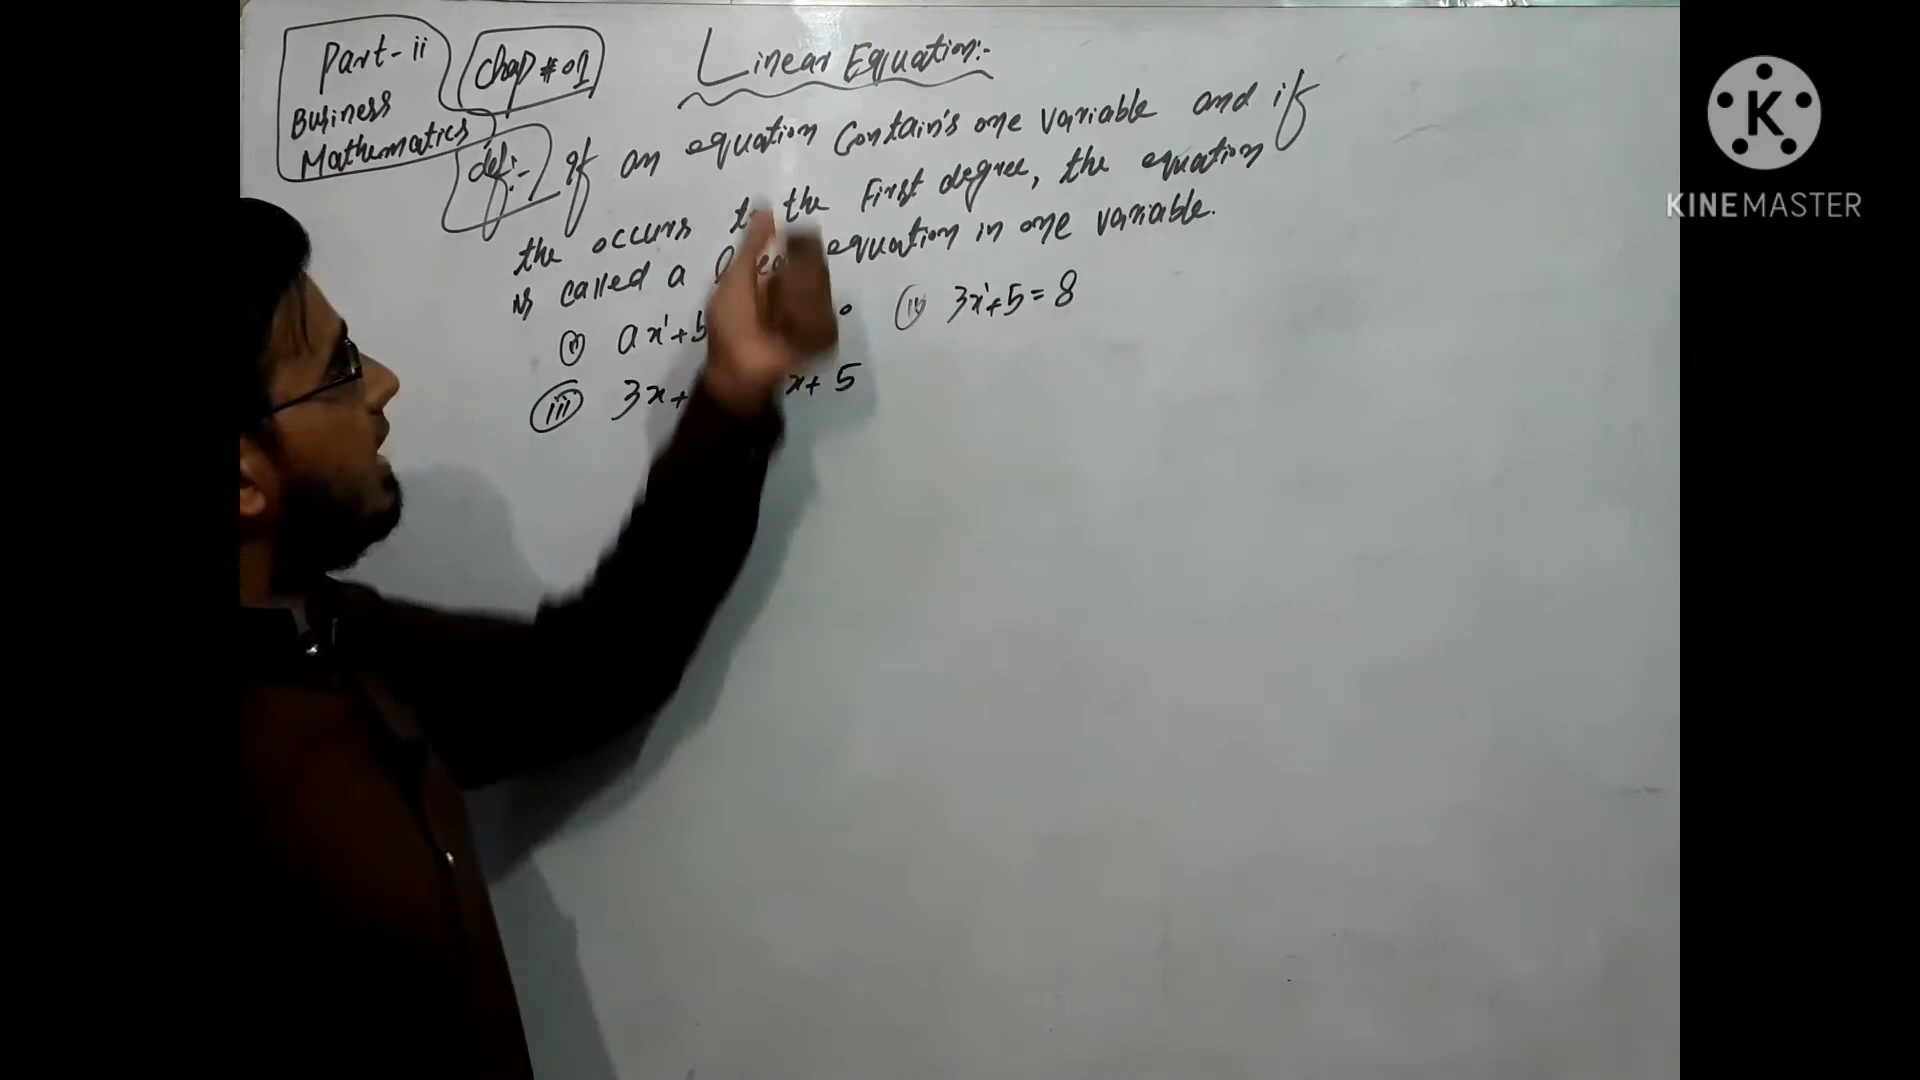 Part-ii
Business
Mathematics
Chap # 01
Linear Equation:-
def:- If an equation Contain's one variable and if
the occurs the First degree, the equation
is called a equation in one variable.
(i) ax¹+b 0 (ii) 3x¹+5=8
(iii) 3x+ x+5
K
KINEMASTER